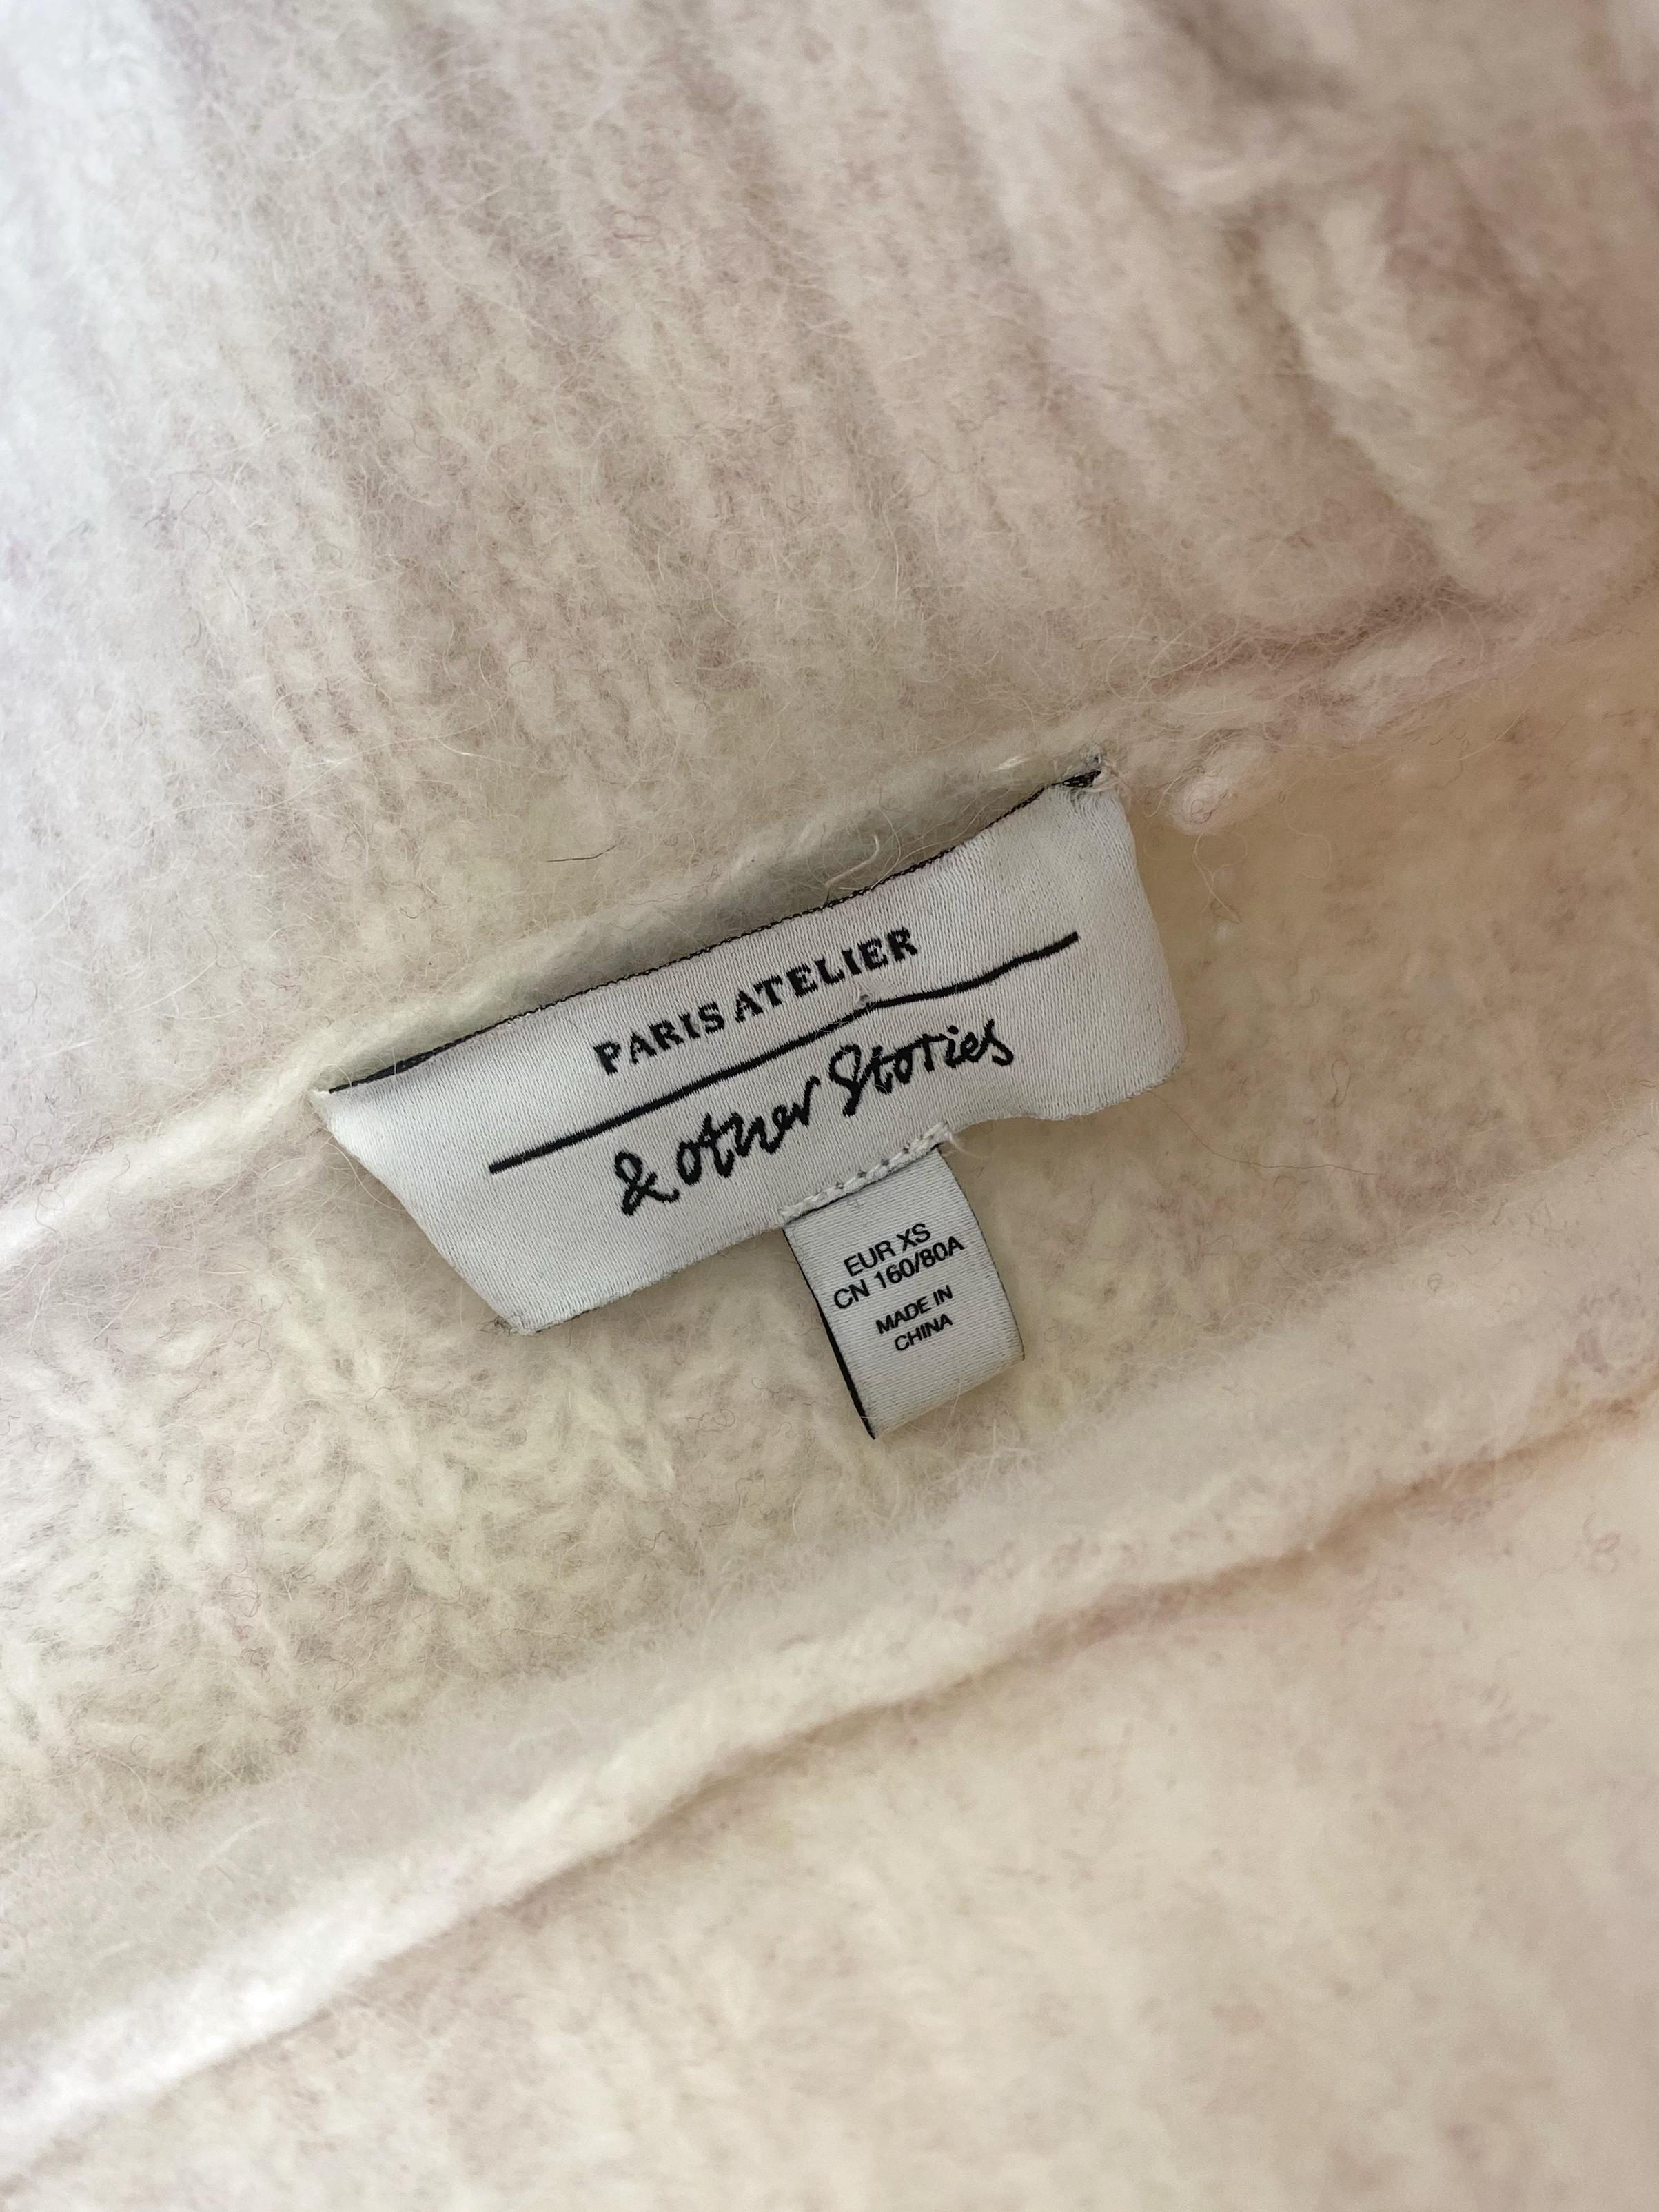 PARIS ATELIER
& other Stories
EUR XS
CN 160/80A
MADE IN
CHINA